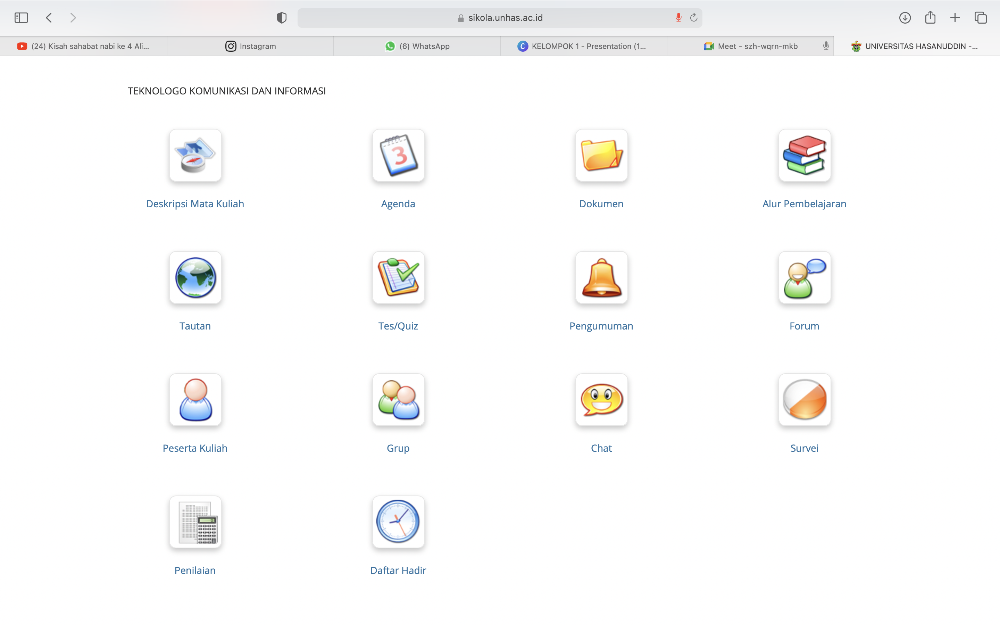 sikola.unhas.ac.id
(24) Kisah sahabat nabi ke 4 Ali...
Instagram
(6) WhatsApp
KELOMPOK 1 - Presentation (1...
Meet - szh-wqrn-mkb
UNIVERSITAS HASANUDDIN -...
TEKNOLOGO KOMUNIKASI DAN INFORMASI
3
Deskripsi Mata Kuliah
Agenda
Dokumen
Alur Pembelajaran
Tautan
Tes/Quiz
Pengumuman
Forum
Peserta Kuliah
Grup
Chat
Survei
Penilaian
Daftar Hadir